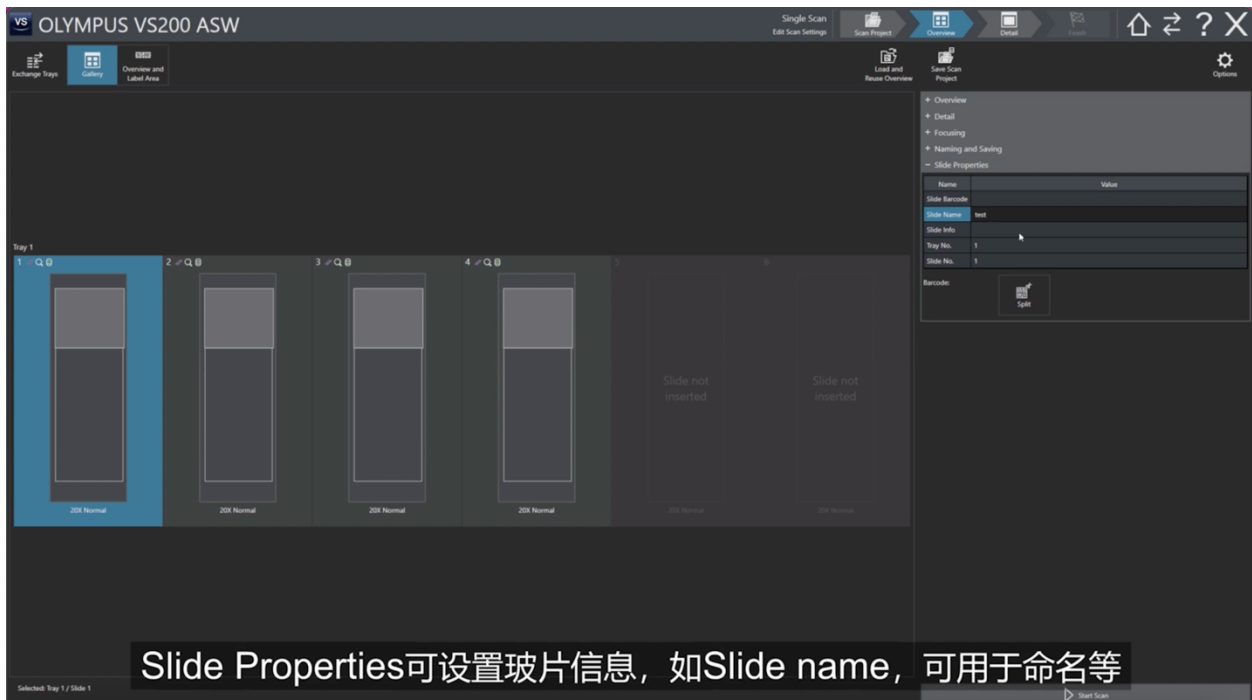 VS OLYMPUS VS200 ASW
Single Scan
Edit Scan Settings
Scan Project
Overview
Detail
Finish
Exchange Trays
Gallery
Overview and
Label Area
Load and
Reuse Overview
Save Scan
Project
Options
+ Overview
+ Detail
+ Focusing
+ Naming and Saving
− Slide Properties
Name Value
Slide Barcode
Slide Name test
Slide Info
Tray No. 1
Slide No. 1
Barcode:
Split
Tray 1
1 2 3 4 5 6
Slide not
inserted
Slide not
inserted
20X Normal 20X Normal 20X Normal 20X Normal 20X Normal 20X Normal
Slide Properties可设置玻片信息，如Slide name，可用于命名等
Selected: Tray 1 / Slide 1
Start Scan